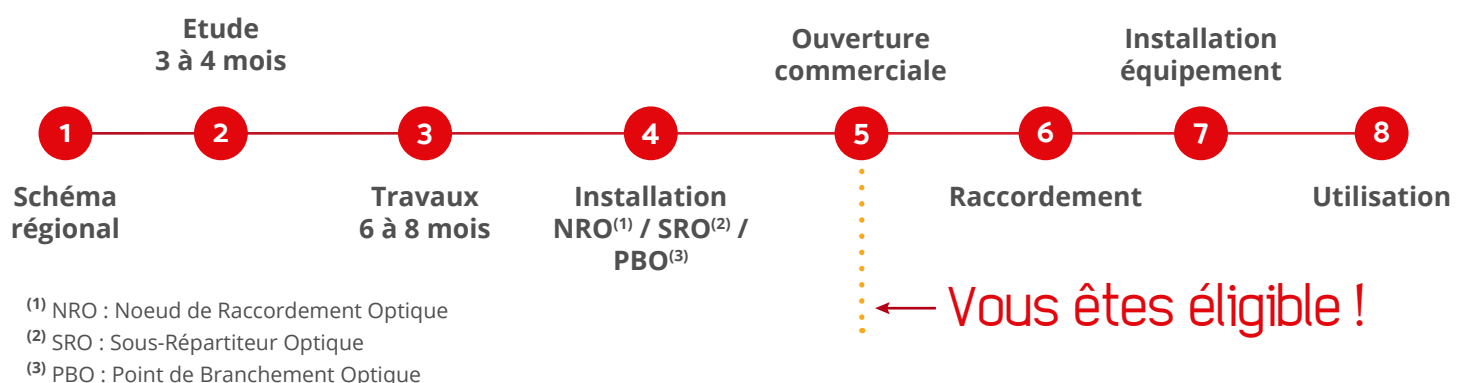 Etude
3 à 4 mois
Ouverture
commerciale
Installation
équipement
1
2
3
4
5
6
7
8
Schéma
régional
Travaux
6 à 8 mois
Installation
NRO(1) / SRO(2) /
PBO(3)
Raccordement
Utilisation
Vous êtes éligible !
(1) NRO : Noeud de Raccordement Optique
(2) SRO : Sous-Répartiteur Optique
(3) PBO : Point de Branchement Optique